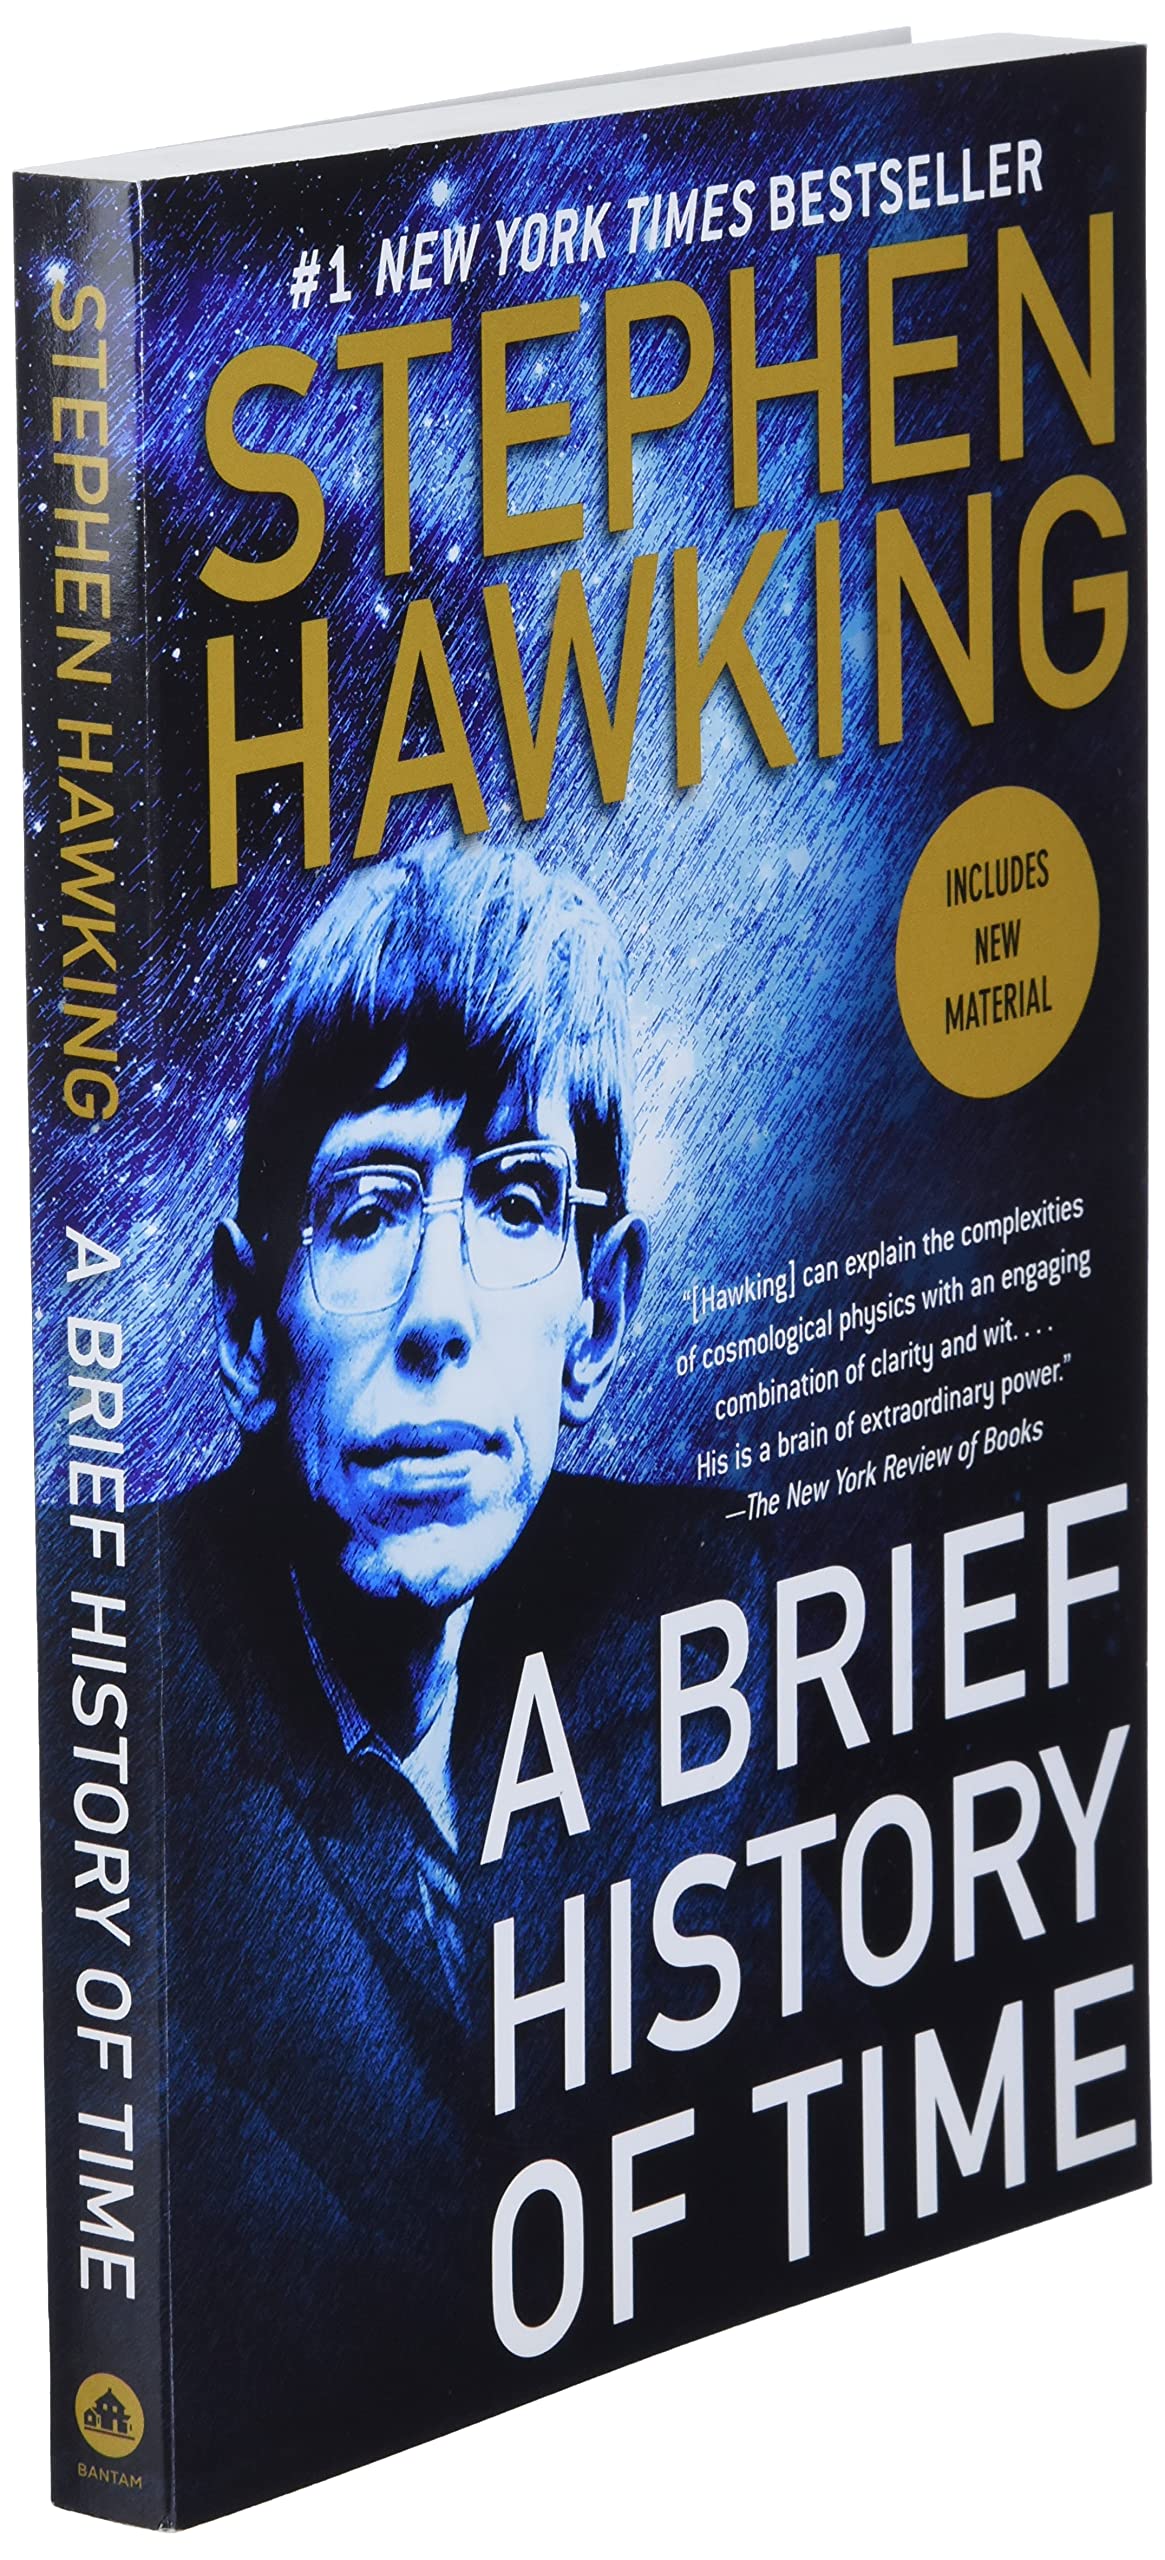 #1 NEW YORK TIMES BESTSELLER
STEPHEN
HAWKING
INCLUDES
NEW
MATERIAL
“[Hawking] can explain the complexities
of cosmological physics with an engaging
combination of clarity and wit. . . .
His is a brain of extraordinary power.”
—The New York Review of Books
A BRIEF
HISTORY
OF TIME
STEPHEN HAWKING A BRIEF HISTORY OF TIME
BANTAM